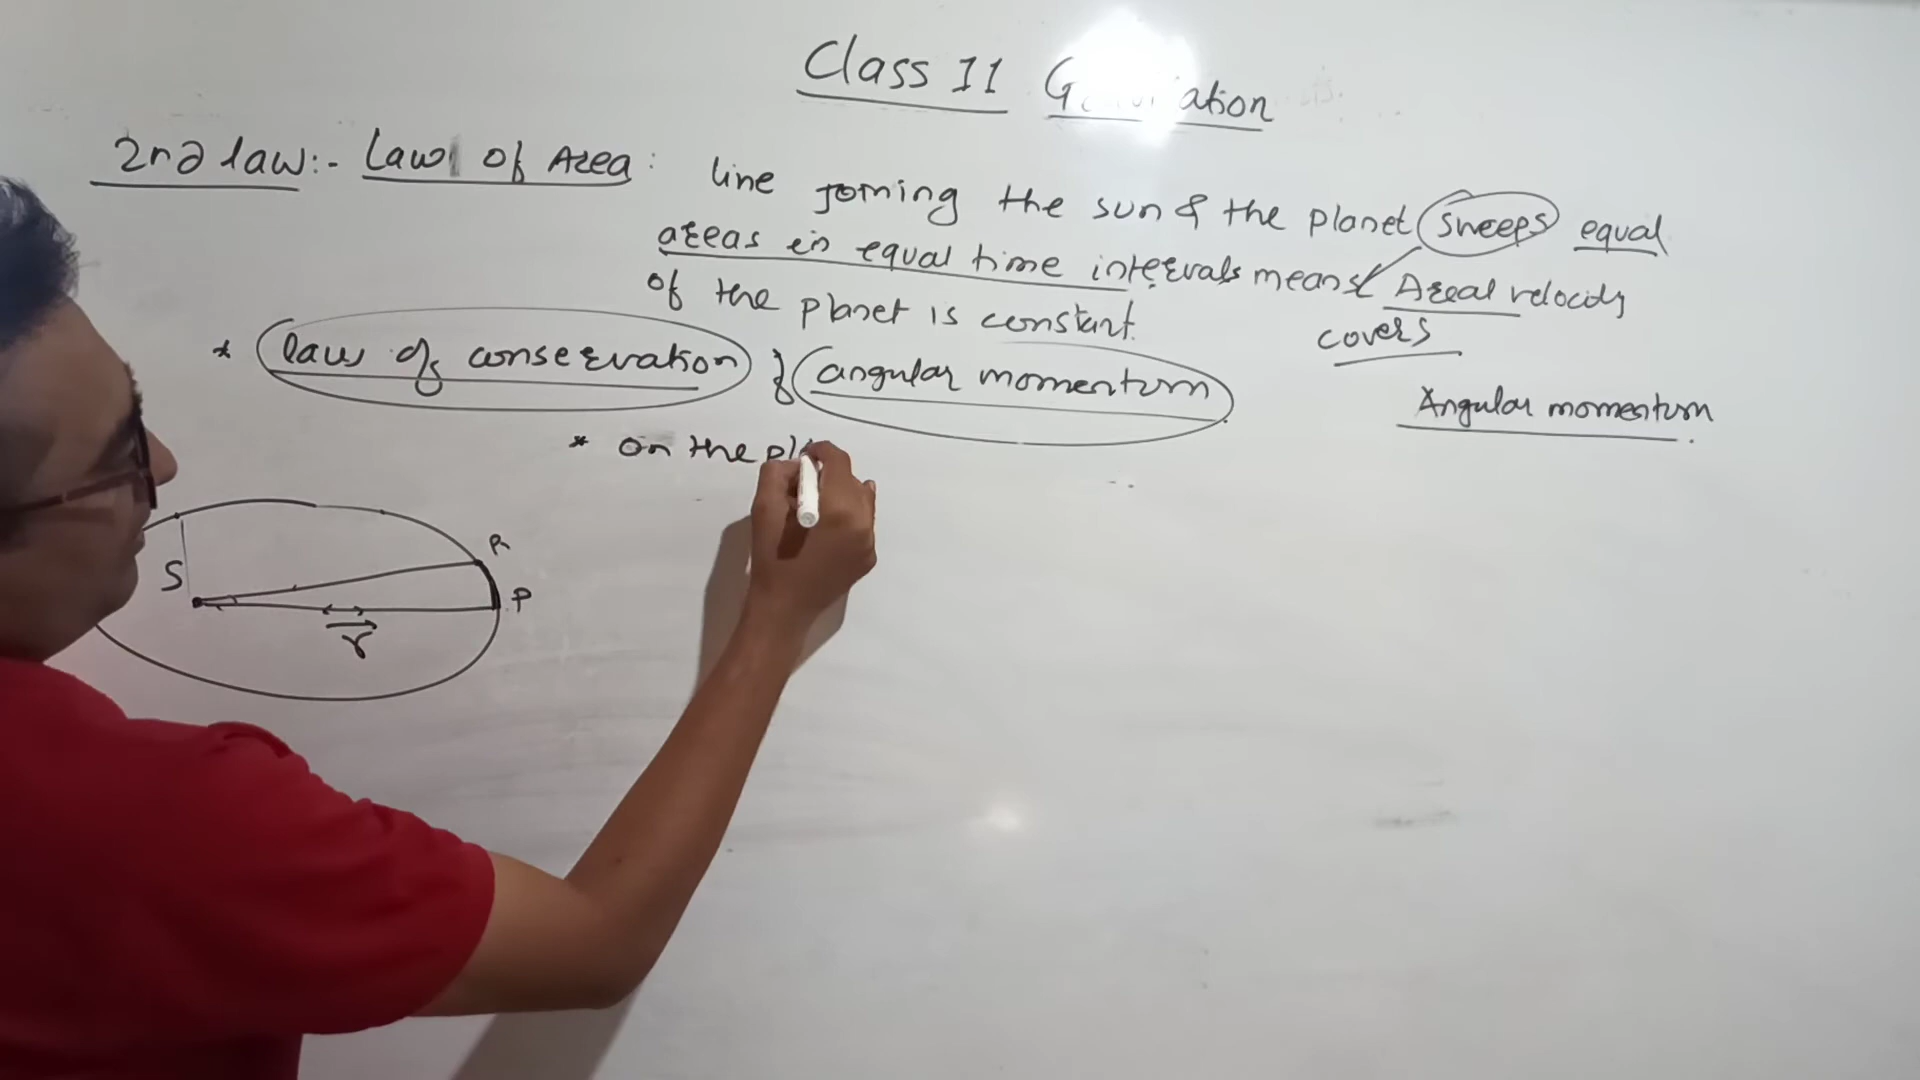 Class 11 Gravitation
2nd law:- Law of Area: line joining the sun & the planet sweeps equal
areas in equal time intervals means Areal velocity
of the planet is constant.
covers
* law of conservation of angular momentum
Angular momentum
* on the pla
S
P
r